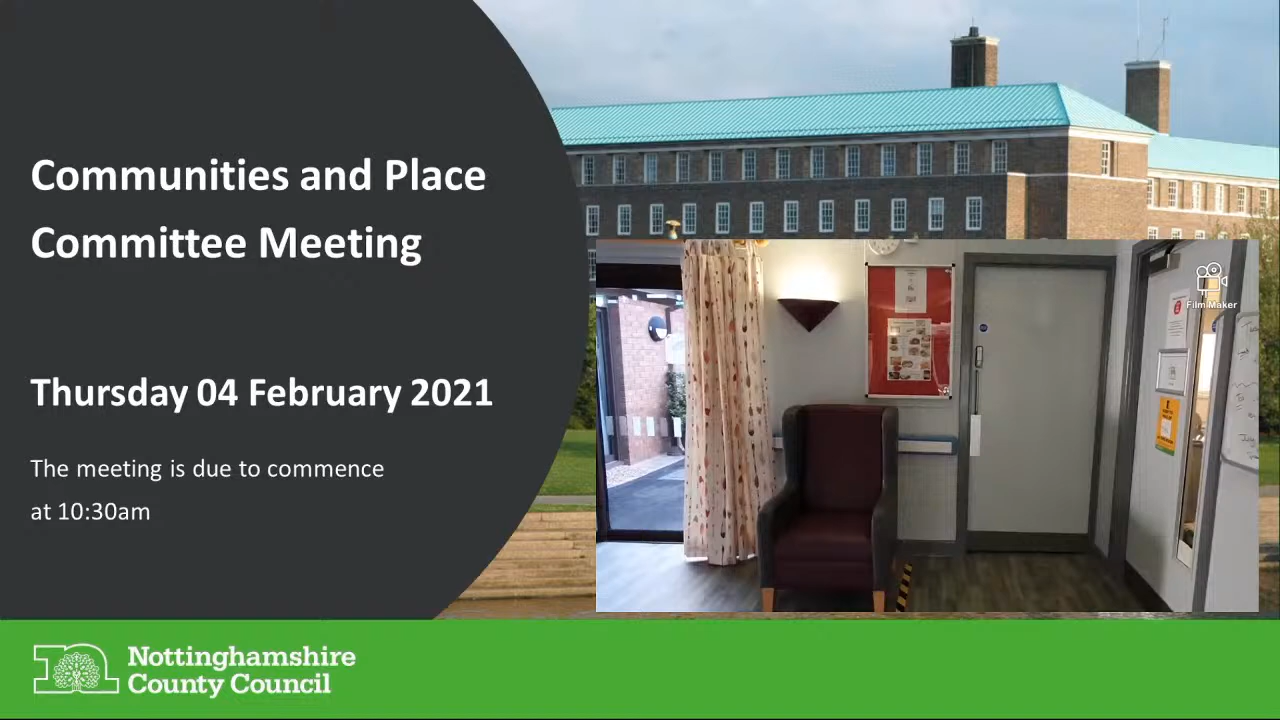 Communities and Place
Committee Meeting
Thursday 04 February 2021
The meeting is due to commence
at 10:30am
Film Maker
Nottinghamshire
County Council